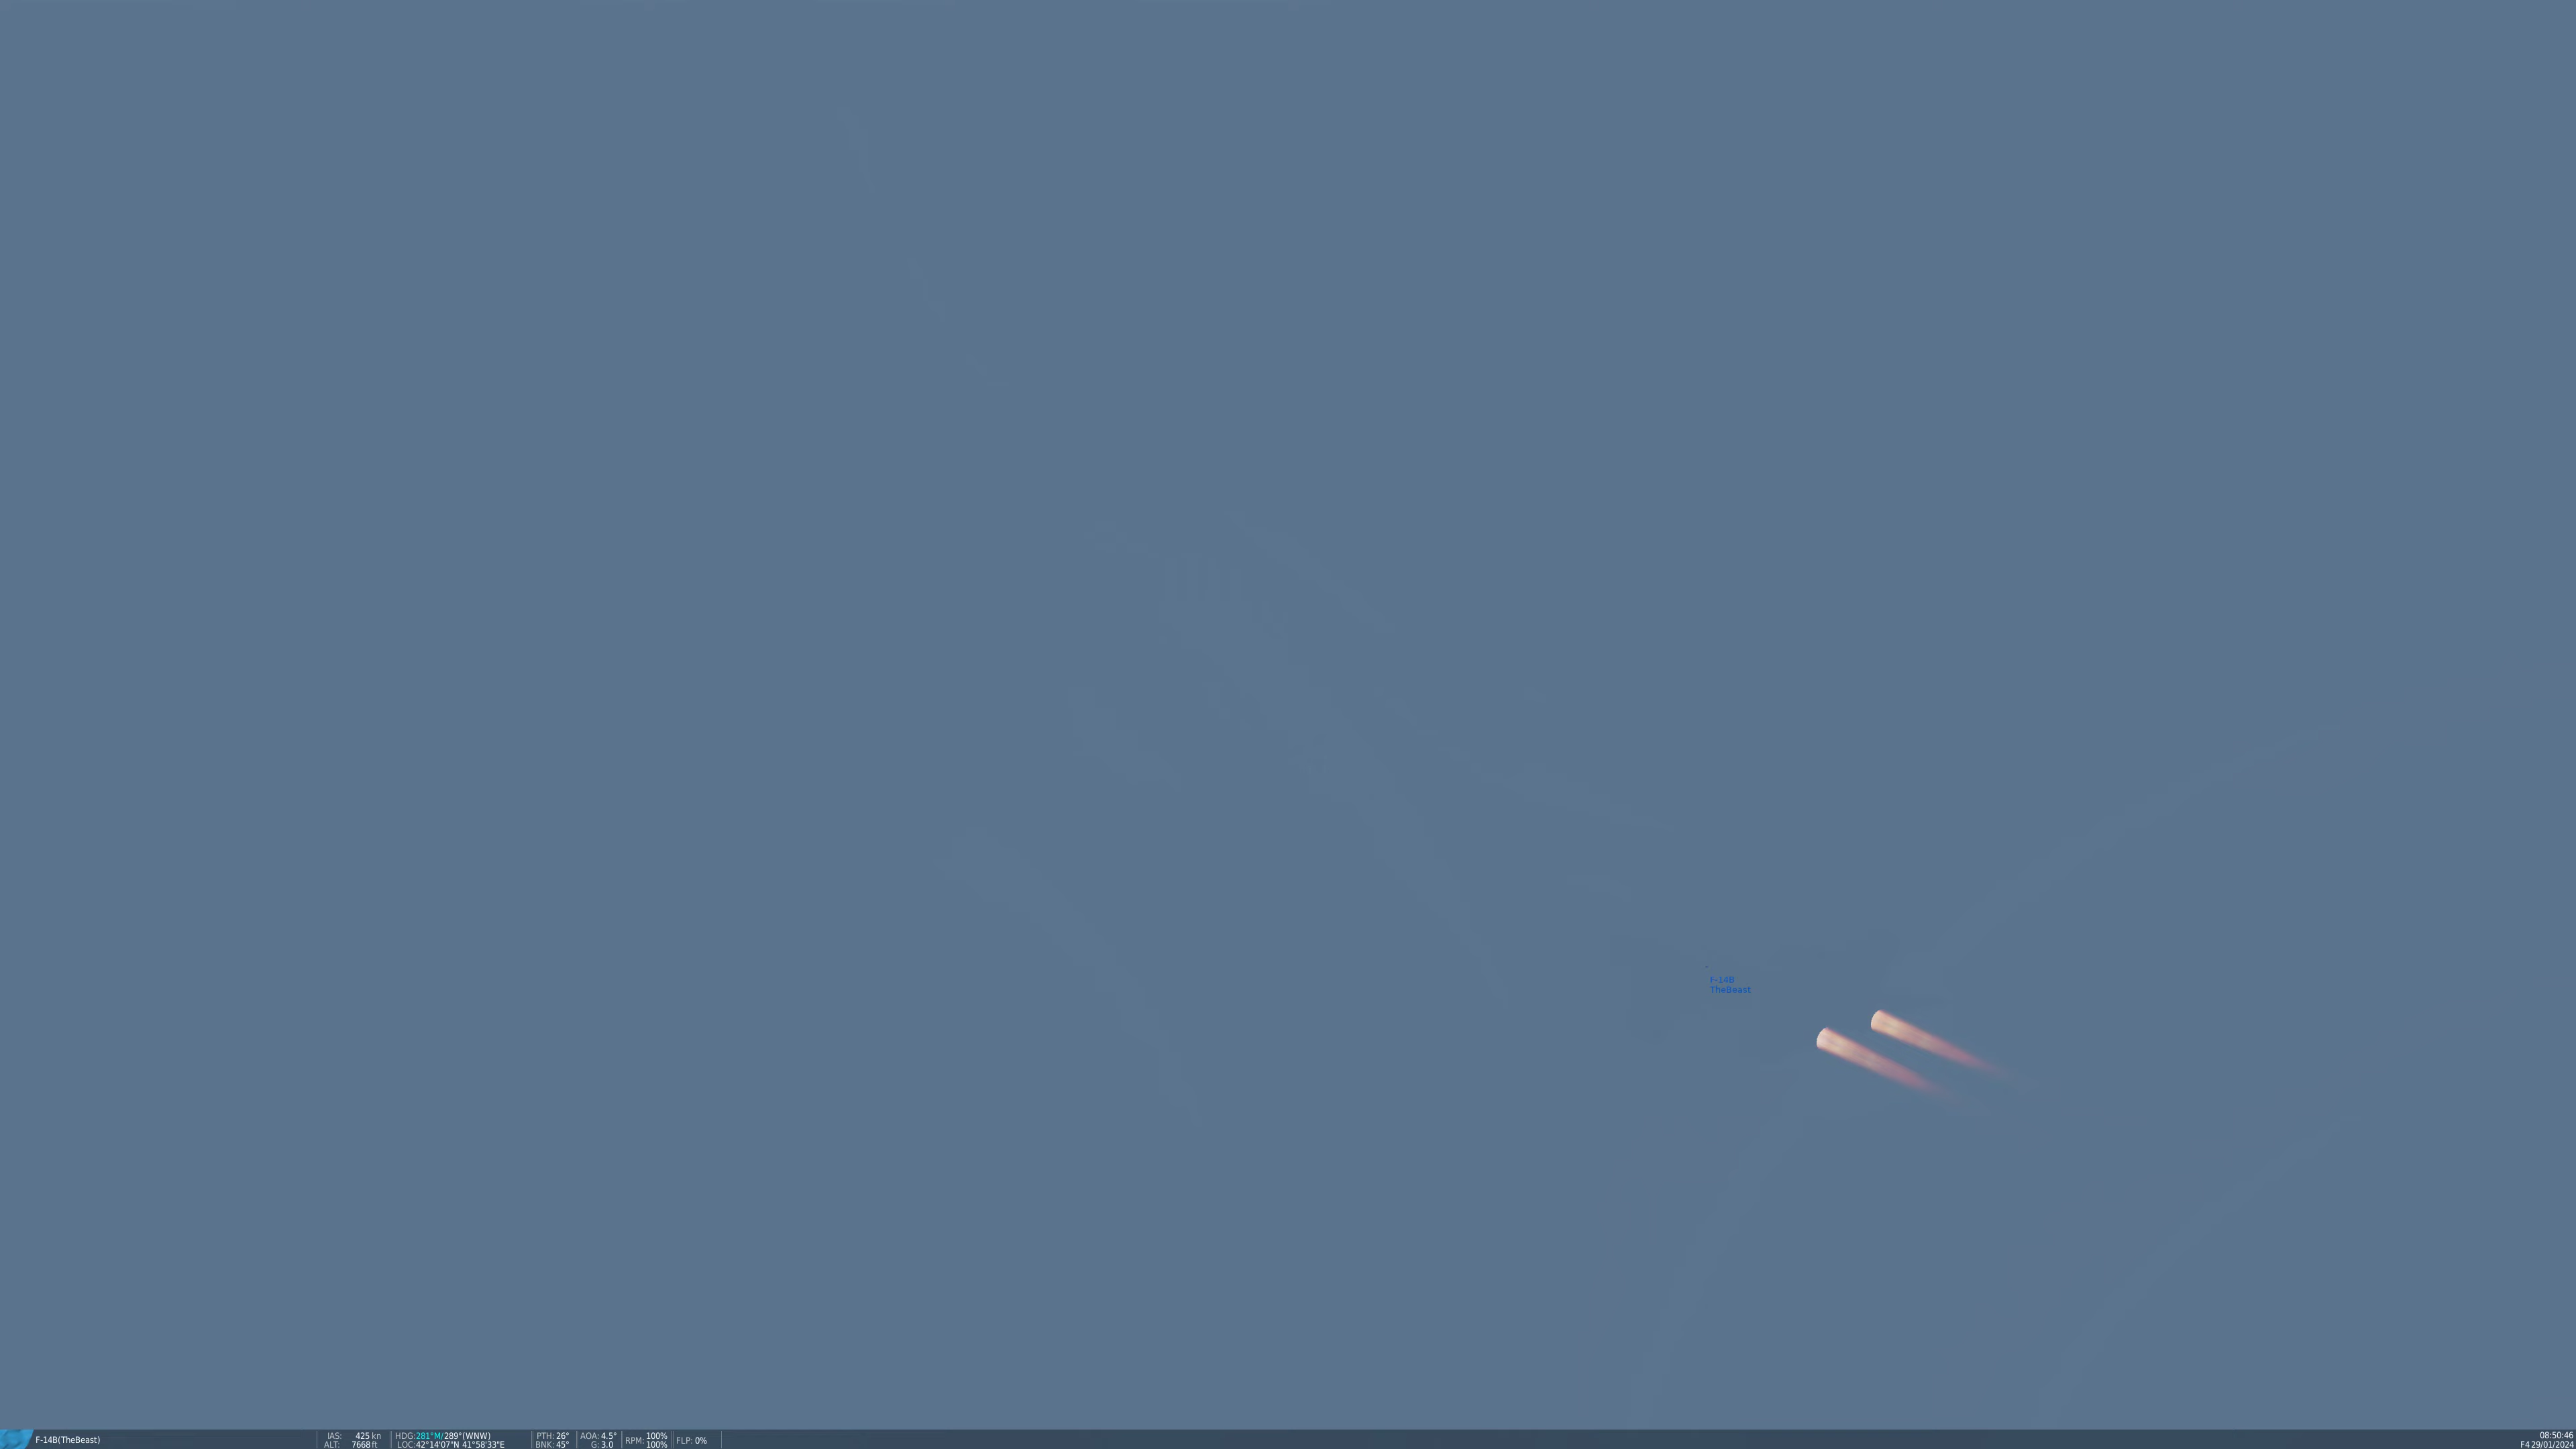 F-14B
TheBeast
F-14B(TheBeast)
IAS: 425 kn
ALT: 7668 ft
HDG:281°M/289°(WNW)
LOC:42°14'07"N 41°58'33"E
PTH: 26°
BNK: 45°
AOA: 4.5°
G: 3.0
RPM: 100%
100%
FLP: 0%
08:50:46
F4 29/01/2024